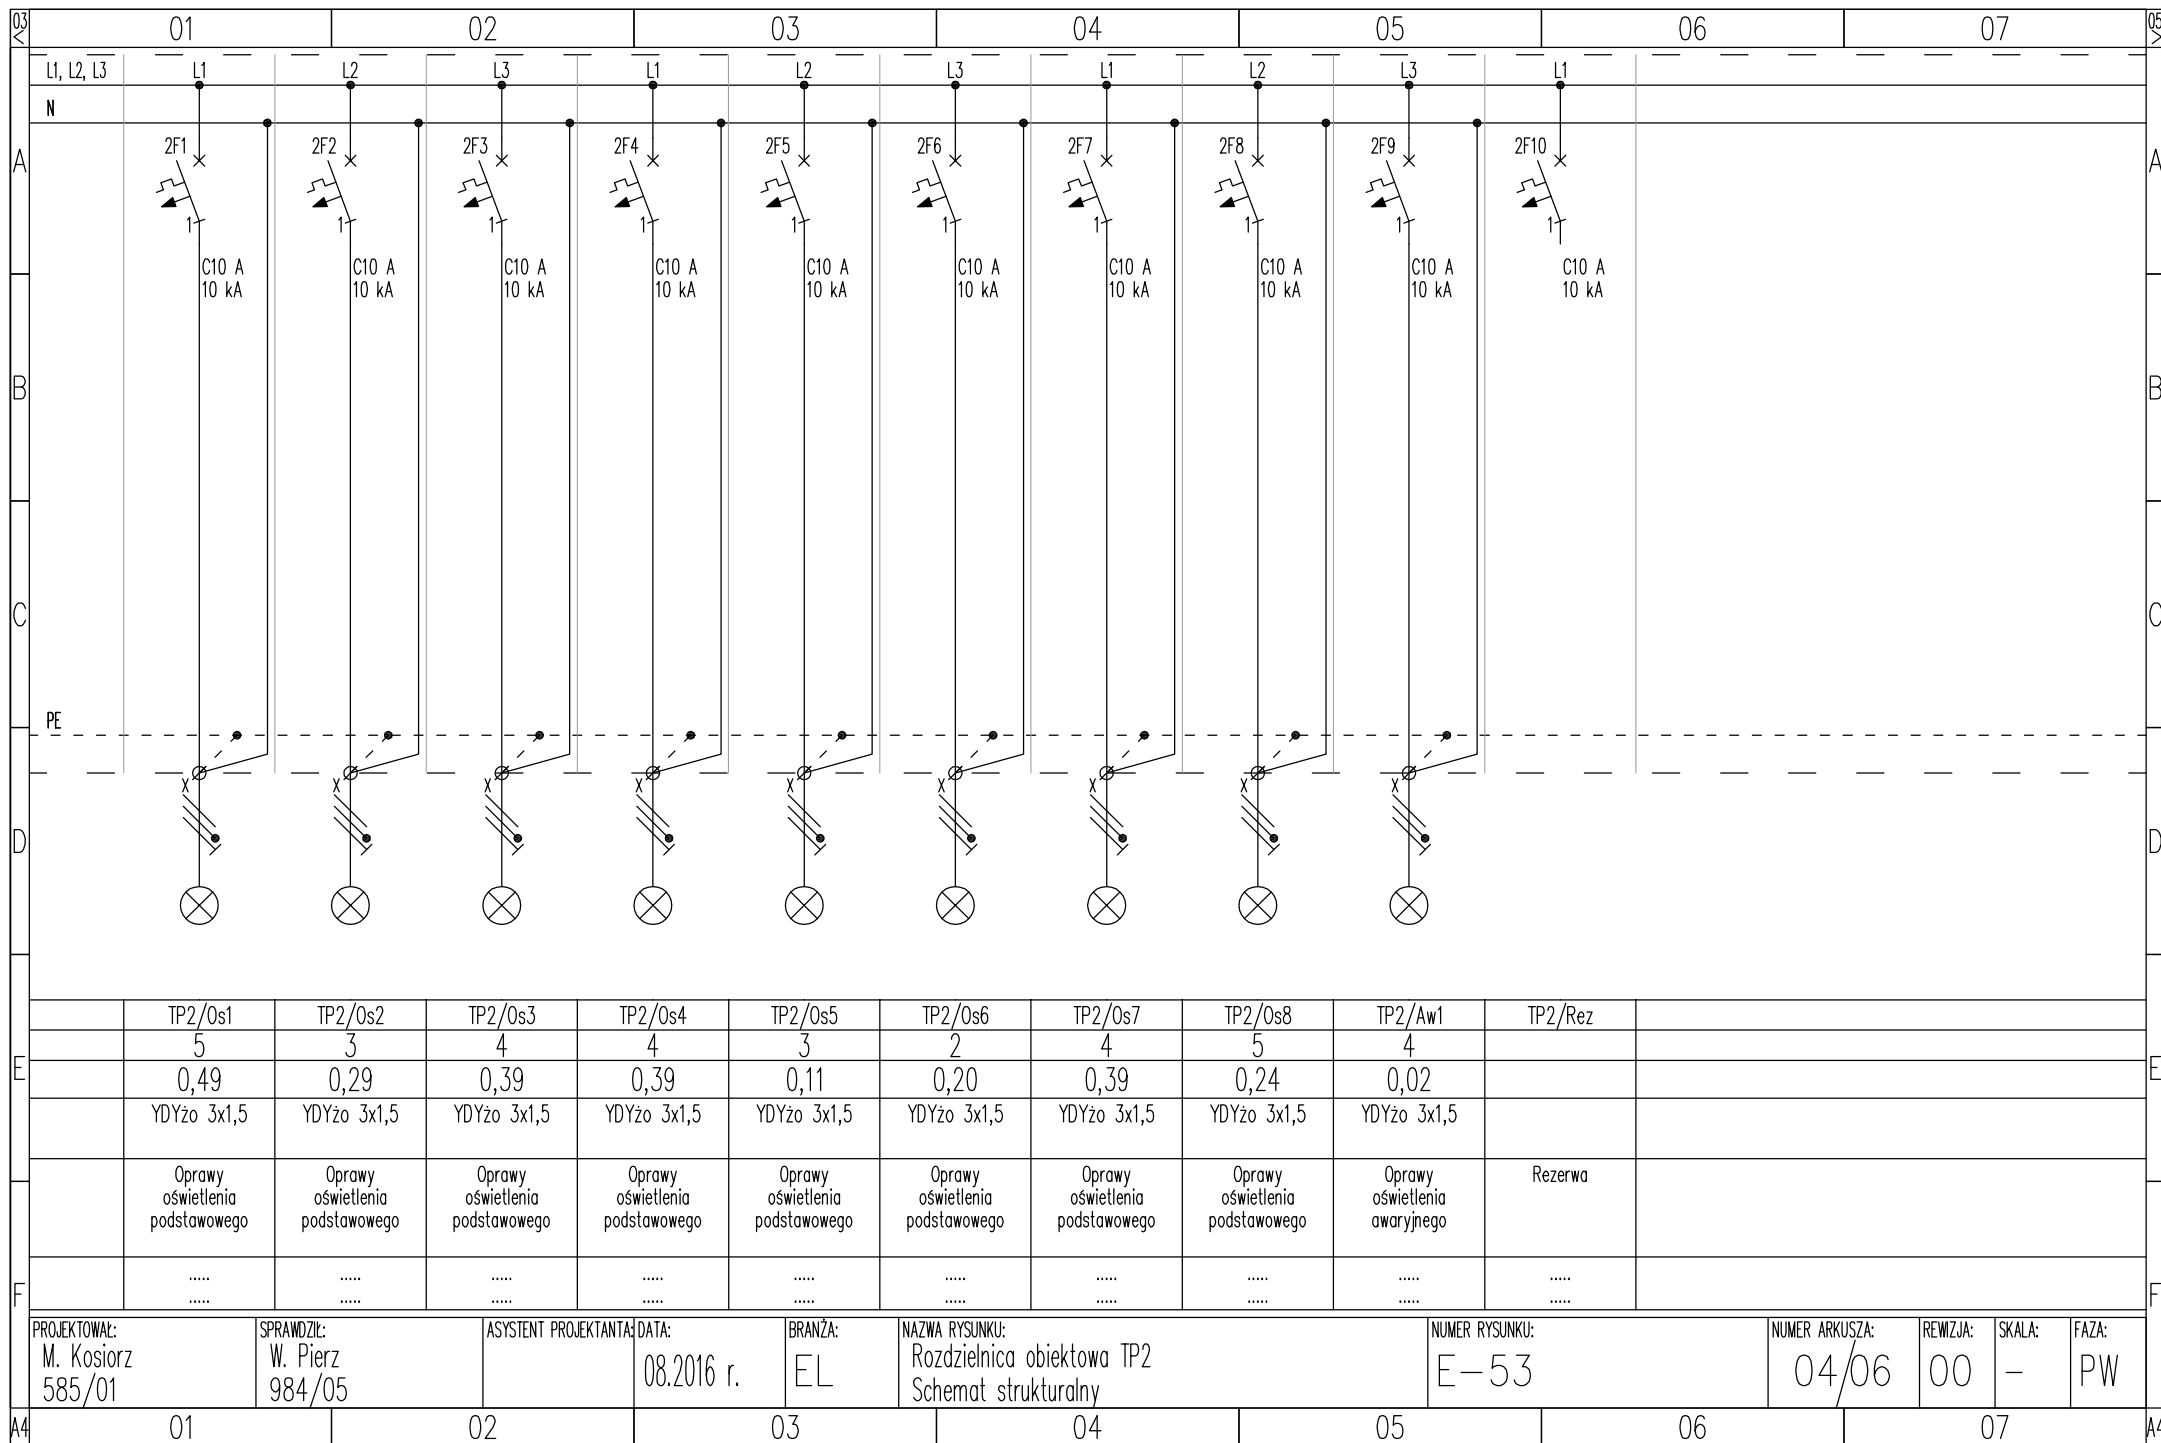 03 01 02 03 04 05 06 07 05
< >
L1, L2, L3 L1 L2 L3 L1 L2 L3 L1 L2 L3 L1
N
A 2F1 2F2 2F3 2F4 2F5 2F6 2F7 2F8 2F9 2F10 A
1 1 1 1 1 1 1 1 1 1
C10 A C10 A C10 A C10 A C10 A C10 A C10 A C10 A C10 A C10 A
10 kA 10 kA 10 kA 10 kA 10 kA 10 kA 10 kA 10 kA 10 kA 10 kA
B B
C C
PE
X X X X X X X X X
D D
TP2/Os1 TP2/Os2 TP2/Os3 TP2/Os4 TP2/Os5 TP2/Os6 TP2/Os7 TP2/Os8 TP2/Aw1 TP2/Rez
5 3 4 4 3 2 4 5 4
E E
0,49 0,29 0,39 0,39 0,11 0,20 0,39 0,24 0,02
YDYżo 3x1,5 YDYżo 3x1,5 YDYżo 3x1,5 YDYżo 3x1,5 YDYżo 3x1,5 YDYżo 3x1,5 YDYżo 3x1,5 YDYżo 3x1,5 YDYżo 3x1,5
Oprawy Oprawy Oprawy Oprawy Oprawy Oprawy Oprawy Oprawy Oprawy Rezerwa
oświetlenia oświetlenia oświetlenia oświetlenia oświetlenia oświetlenia oświetlenia oświetlenia oświetlenia
podstawowego podstawowego podstawowego podstawowego podstawowego podstawowego podstawowego podstawowego awaryjnego
..... ..... ..... ..... ..... ..... ..... ..... ..... .....
F F
..... ..... ..... ..... ..... ..... ..... ..... ..... .....
PROJEKTOWAŁ: SPRAWDZIŁ: ASYSTENT PROJEKTANTA: DATA: BRANŻA: NAZWA RYSUNKU: NUMER RYSUNKU: NUMER ARKUSZA: REWIZJA: SKALA: FAZA:
M. Kosiorz W. Pierz 08.2016 r. EL Rozdzielnica obiektowa TP2 E-53 04/06 00 - PW
585/01 984/05 Schemat strukturalny
A4 01 02 03 04 05 06 07 A4